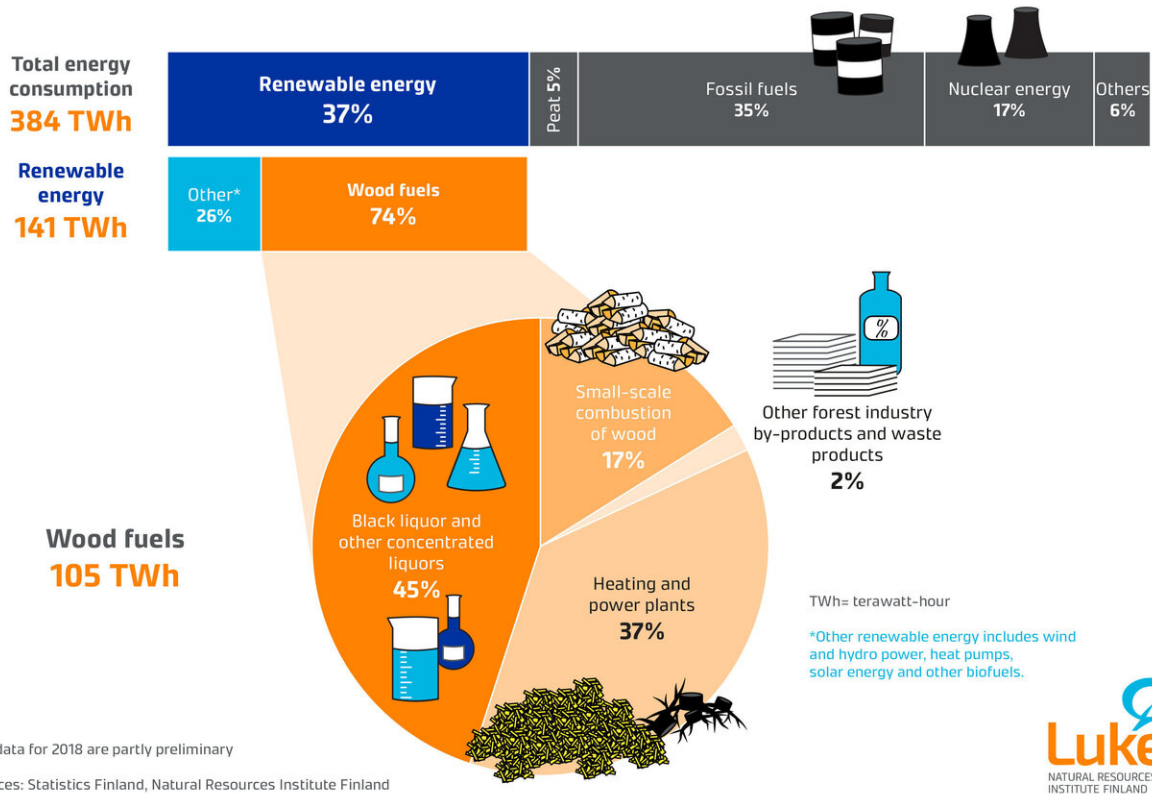 Total energy
consumption
384 TWh
Renewable energy
37%
Peat 5%
Fossil fuels
35%
Nuclear energy
17%
Others
6%
Renewable
energy
141 TWh
Other*
26%
Wood fuels
74%
Small-scale
combustion
of wood
17%
%
Other forest industry
by-products and waste
products
2%
Black liquor and
other concentrated
liquors
45%
Wood fuels
105 TWh
Heating and
power plants
37%
TWh= terawatt-hour
*Other renewable energy includes wind
and hydro power, heat pumps,
solar energy and other biofuels.
data for 2018 are partly preliminary
ces: Statistics Finland, Natural Resources Institute Finland
Luke
NATURAL RESOURCES
INSTITUTE FINLAND